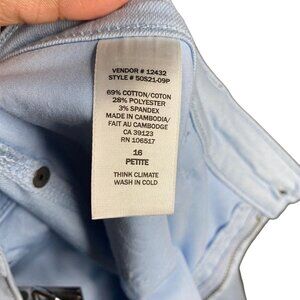 VENDOR # 12432
STYLE # 50521-09P
69% COTTON/COTON
28% POLYESTER
3% SPANDEX
MADE IN CAMBODIA/
FAIT AU CAMBODGE
CA 39123
RN 106517
16
PETITE
THINK CLIMATE
WASH IN COLD